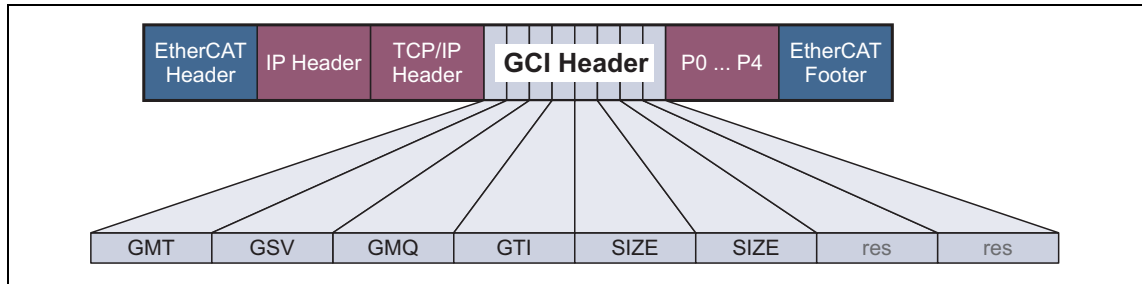 EtherCAT
Header
IP Header
TCP/IP
Header
GCI Header
P0 ... P4
EtherCAT
Footer
GMT GSV GMQ GTI SIZE SIZE res res